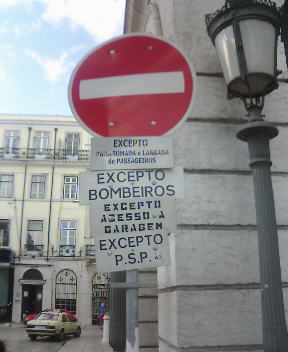 EXCEPTO
PARA TOMADA e LARGADA
de PASSAGEIROS
EXCEPTO
BOMBEIROS
EXCEPTO
ACESSO A
GARAGEM
EXCEPTO
P.S.P.